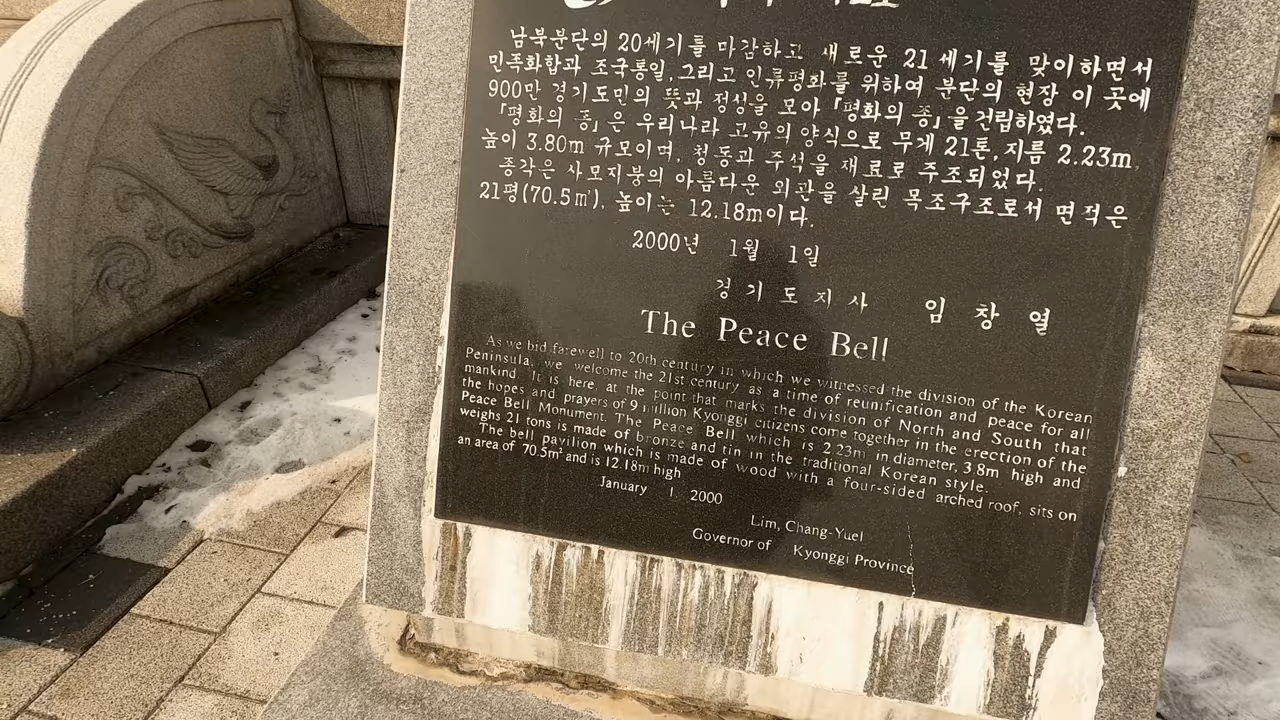 남북분단의 20세기를 마감하고 새로운 21세기를 맞이하면서
민족화합과 조국통일, 그리고 인류평화를 위하여 분단의 현장 이 곳에
900만 경기도민의 뜻과 정성을 모아 「평화의 종」을 건립하였다.
「평화의 종」은 우리나라 고유의 양식으로 무게 21톤, 지름 2.23m,
높이 3.80m 규모이며, 청동과 주석을 재료로 주조되었다.
종각은 사모지붕의 아름다운 외관을 살린 목조구조로서 면적은
21평(70.5㎡), 높이는 12.18m이다.
2000년 1월 1일
경기도지사 임창열
The Peace Bell
As we bid farewell to 20th century in which we witnessed the division of the Korean
Peninsula, we welcome the 21st century as a time of reunification and peace for all
mankind It is here, at the point that marks the division of North and South that
the hopes and prayers of 9 million Kyonggi citizens come together in the erection of the
Peace Bell Monument. The Peace Bell which is 2.23m in diameter, 3.8m high and
weighs 21 tons is made of bronze and tin in the traditional Korean style.
The bell pavilion which is made of wood with a four-sided arched roof, sits on
an area of 70.5m² and is 12.18m high
January 1, 2000
Lim, Chang-Yuel
Governor of Kyonggi Province